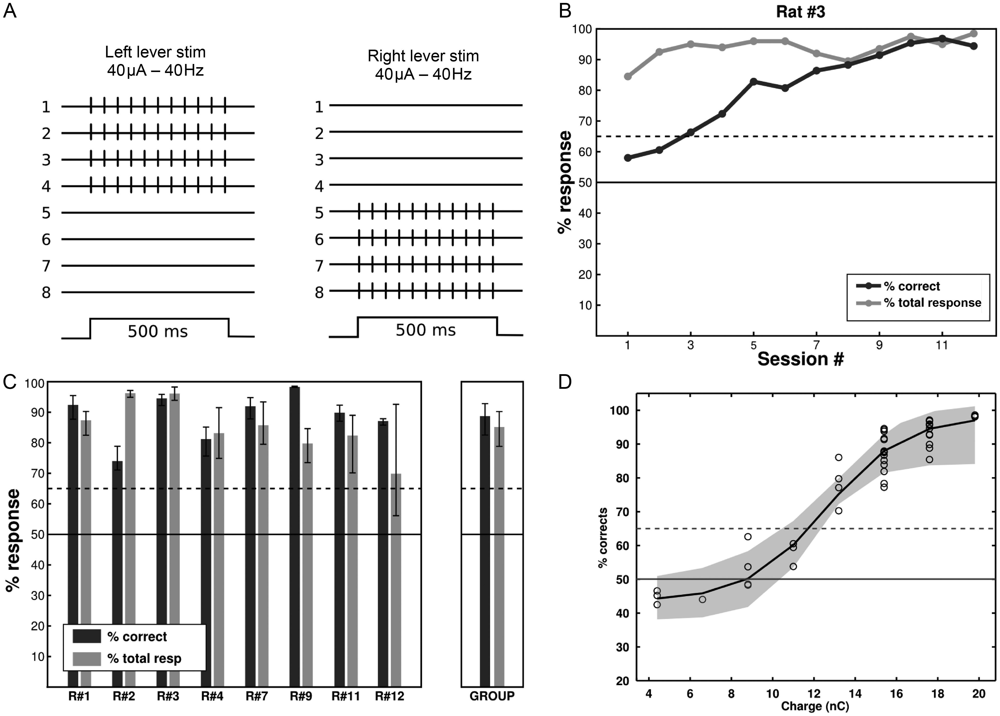 A
Left lever stim
40µA – 40Hz
1
2
3
4
5
6
7
8
500 ms
Right lever stim
40µA – 40Hz
1
2
3
4
5
6
7
8
500 ms
B
Rat #3
% response
100
90
80
70
60
50
40
30
20
10
% correct
% total response
1 3 5 7 9 11
Session #
C
% response
100
90
80
70
60
50
40
30
20
10
% correct
% total resp
R#1 R#2 R#3 R#4 R#7 R#9 R#11 R#12
GROUP
D
% corrects
100
90
80
70
60
50
40
30
20
4 6 8 10 12 14 16 18 20
Charge (nC)